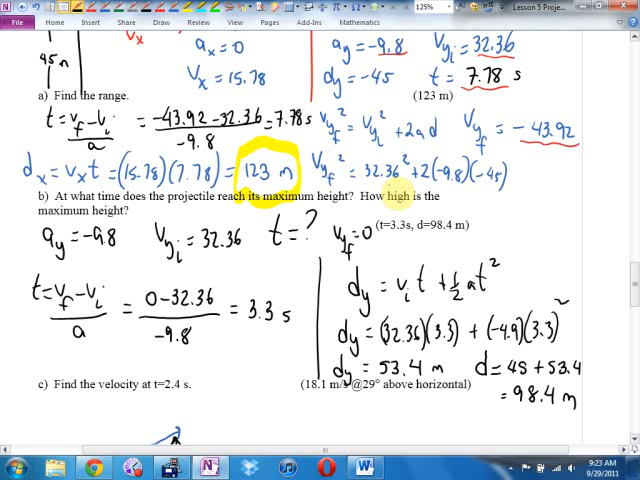 125%
Lesson 5 Proje
File
Home
Insert
Page Layout
References
Mailings
Review
View
Acrobat
Vx
ax=0
ay=-9.8
Vyi=32.36
45 m
Vx=15.78
dy=-45
t=7.78 s
a) Find the range.
(123 m)
t=vf-vi/a = -43.92-32.36/-9.8 = 7.78s
Vyf²=Vyi²+2ad
Vyf=-43.92
dx=vxt=(15.78)(7.78)=123 m
Vyf²=32.36²+2(-9.8)(-45)
b) At what time does the projectile reach its maximum height? How high is the
maximum height?
(t=3.3s, d=98.4 m)
ay=-9.8
Vyi=32.36
t=?
Vyf=0
t=vf-vi/a = 0-32.36/-9.8 = 3.3 s
dy=vit+½at²
dy=(32.36)(3.3)+(-4.9)(3.3)²
dy=53.4 m
d=45+53.4
=98.4 m
c) Find the velocity at t=2.4 s.
(18.1 m/s @29° above horizontal)
9:23 AM
9/29/2011